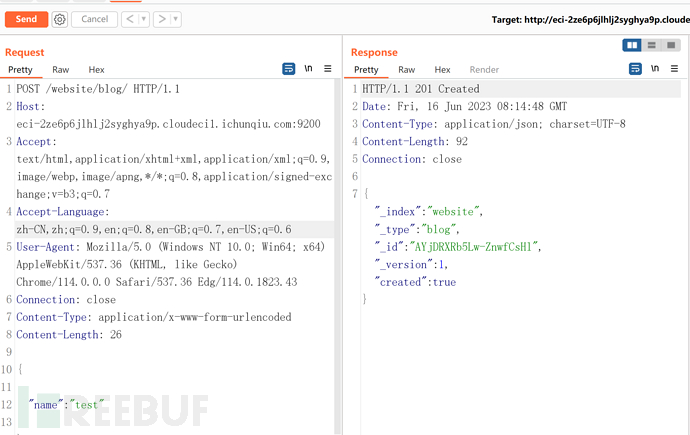 Send
Cancel
<
>
Target: http://eci-2ze6p6jlhlj2syghya9p.cloude
Request
Pretty
Raw
Hex
\n
1 POST /website/blog/ HTTP/1.1
2 Host:
eci-2ze6p6jlhlj2syghya9p.cloudeci1.ichunqiu.com:9200
3 Accept:
text/html,application/xhtml+xml,application/xml;q=0.9,
image/webp,image/apng,*/*;q=0.8,application/signed-exc
hange;v=b3;q=0.7
4 Accept-Language:
zh-CN,zh;q=0.9,en;q=0.8,en-GB;q=0.7,en-US;q=0.6
5 User-Agent: Mozilla/5.0 (Windows NT 10.0; Win64; x64)
AppleWebKit/537.36 (KHTML, like Gecko)
Chrome/114.0.0.0 Safari/537.36 Edg/114.0.1823.43
6 Connection: close
7 Content-Type: application/x-www-form-urlencoded
8 Content-Length: 26
9
10 {
11
12 "name":"test"
13
FREEBUF
Response
Pretty
Raw
Hex
Render
\n
1 HTTP/1.1 201 Created
2 Date: Fri, 16 Jun 2023 08:14:48 GMT
3 Content-Type: application/json; charset=UTF-8
4 Content-Length: 92
5 Connection: close
6
7 {
"_index":"website",
"_type":"blog",
"_id":"AYjDRXRb5Lw-ZnwfCsHl",
"_version":1,
"created":true
}